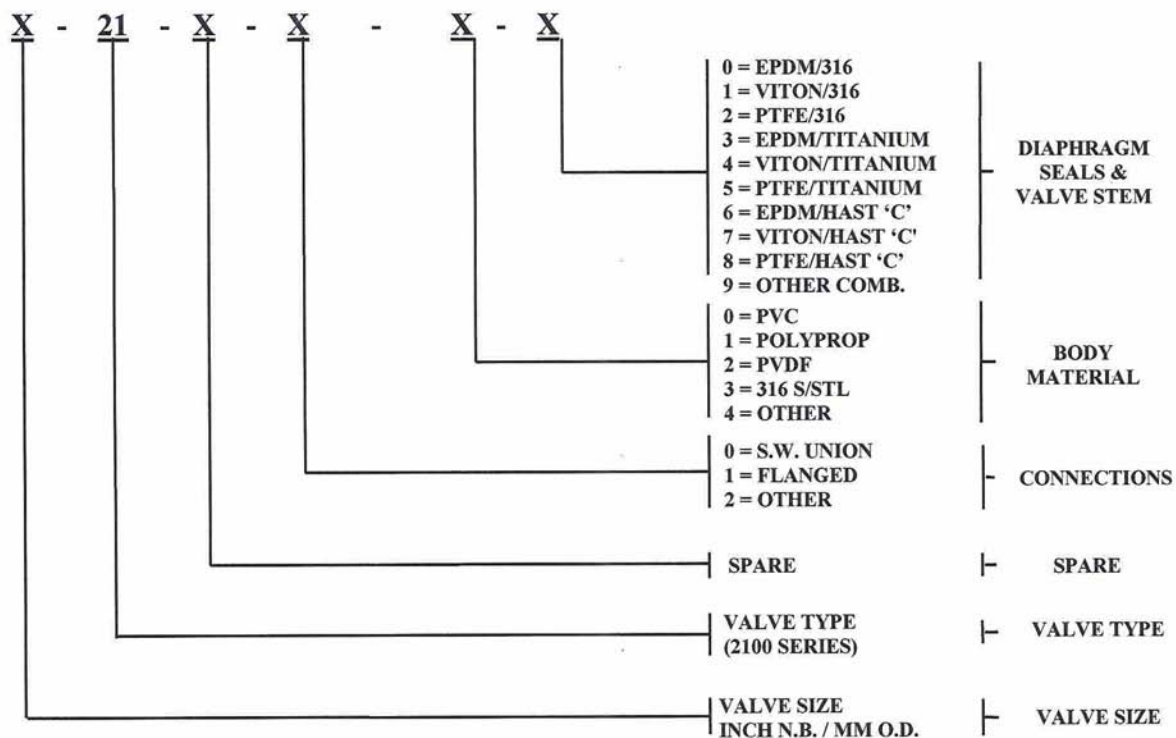 X - 21 - X - X - X - X
0 = EPDM/316
1 = VITON/316
2 = PTFE/316
3 = EPDM/TITANIUM
4 = VITON/TITANIUM
5 = PTFE/TITANIUM
6 = EPDM/HAST ‘C’
7 = VITON/HAST ‘C'
8 = PTFE/HAST ‘C’
9 = OTHER COMB.
DIAPHRAGM
SEALS &
VALVE STEM
0 = PVC
1 = POLYPROP
2 = PVDF
3 = 316 S/STL
4 = OTHER
BODY
MATERIAL
0 = S.W. UNION
1 = FLANGED
2 = OTHER
CONNECTIONS
SPARE
SPARE
VALVE TYPE
(2100 SERIES)
VALVE TYPE
VALVE SIZE
INCH N.B. / MM O.D.
VALVE SIZE